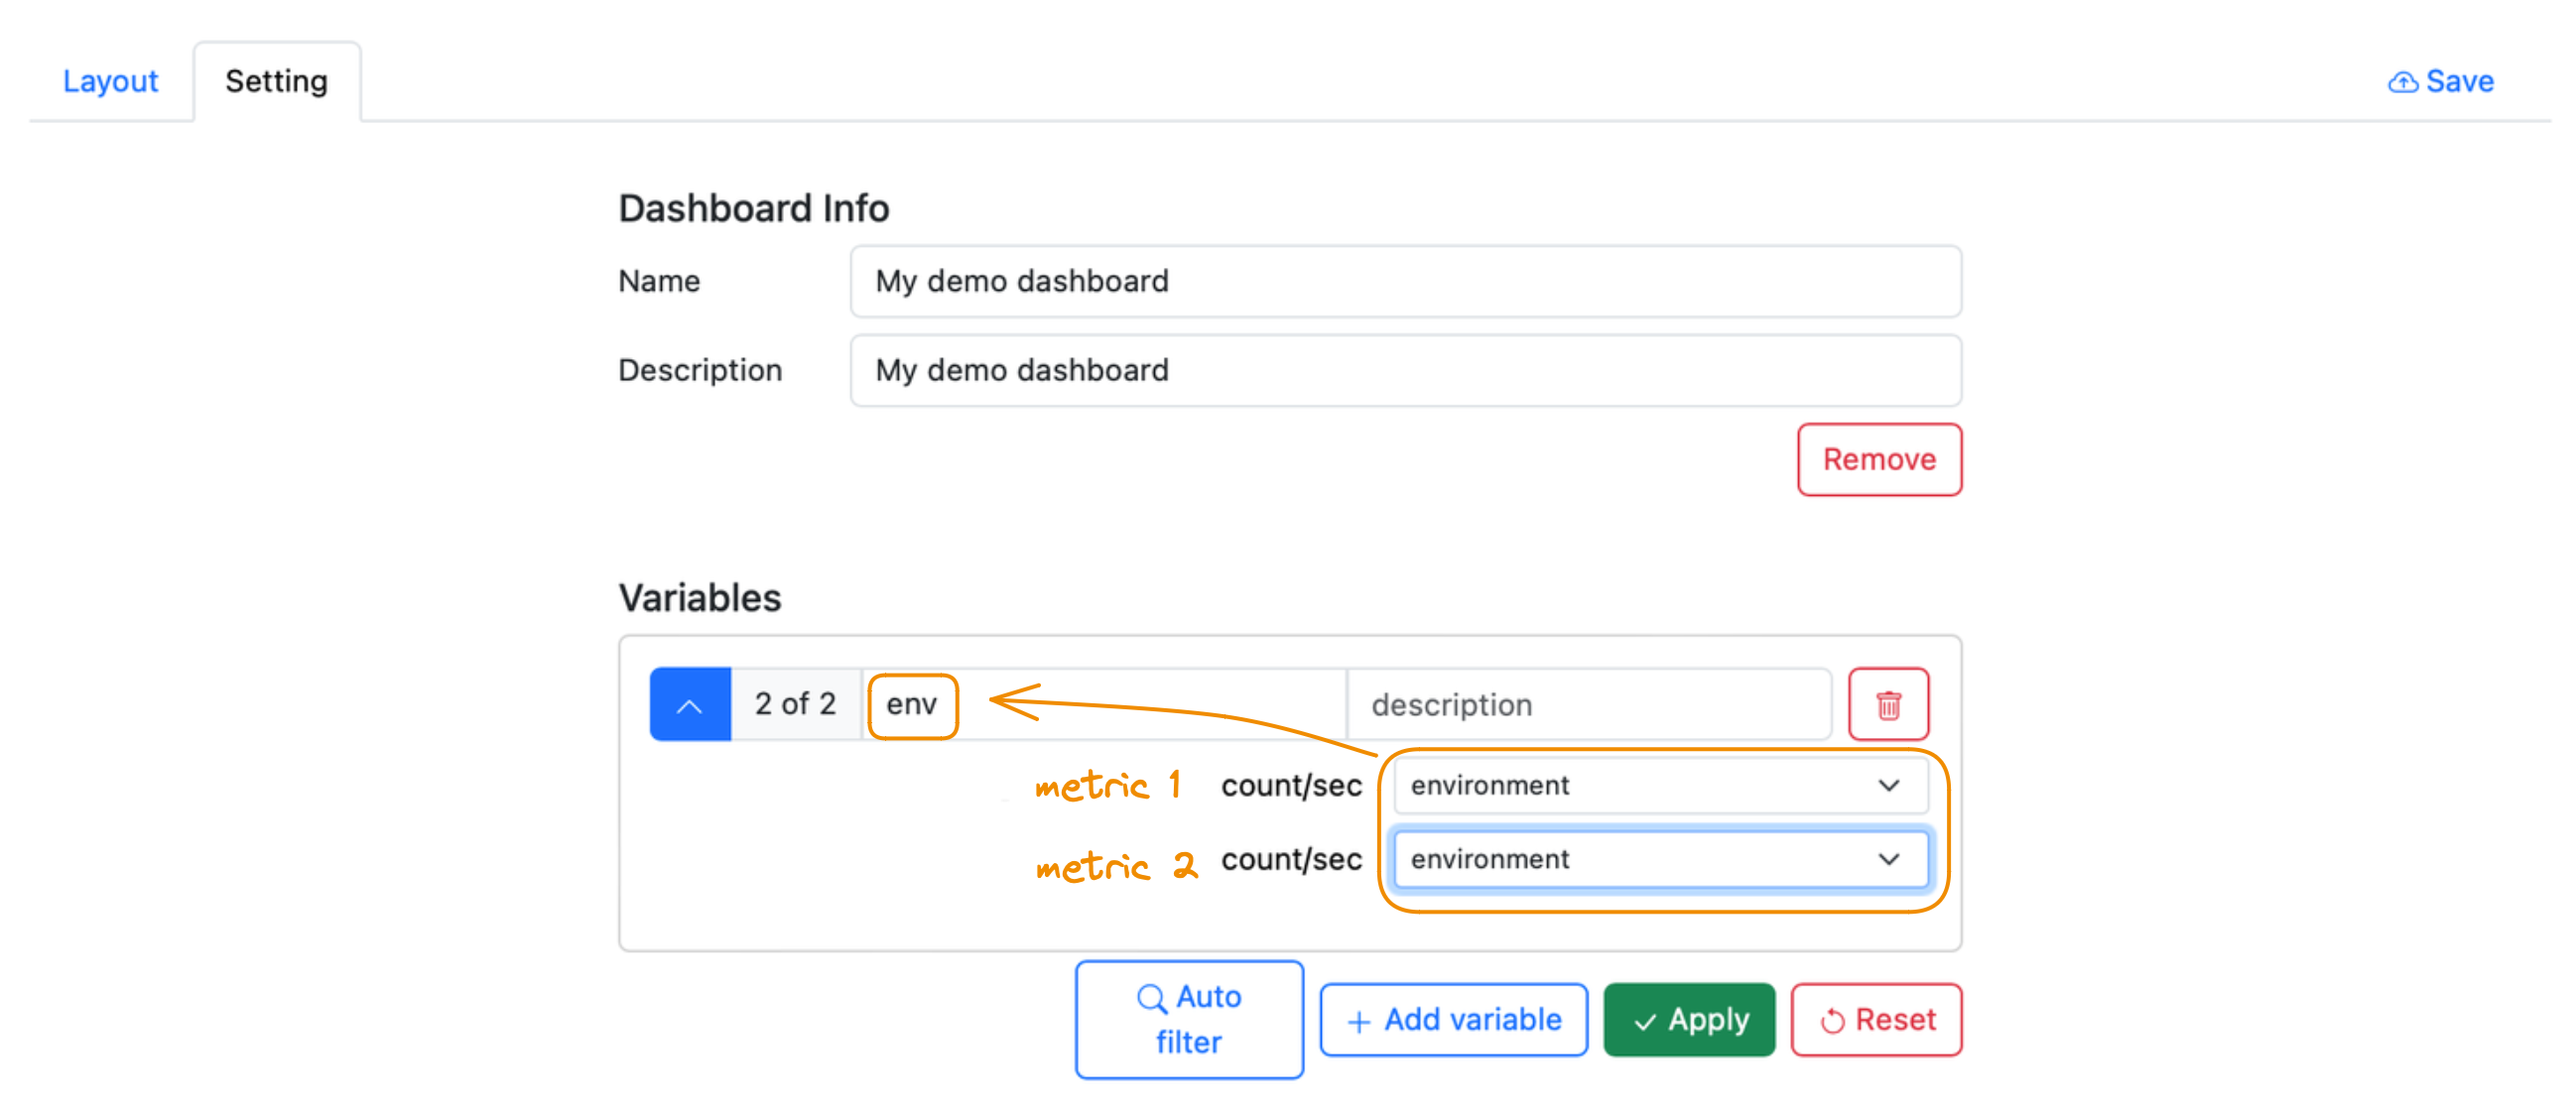 Layout Setting Save
Dashboard Info
Name My demo dashboard
Description My demo dashboard
Remove
Variables
2 of 2 env description
metric 1 count/sec environment
metric 2 count/sec environment
Auto filter
+ Add variable
Apply
Reset